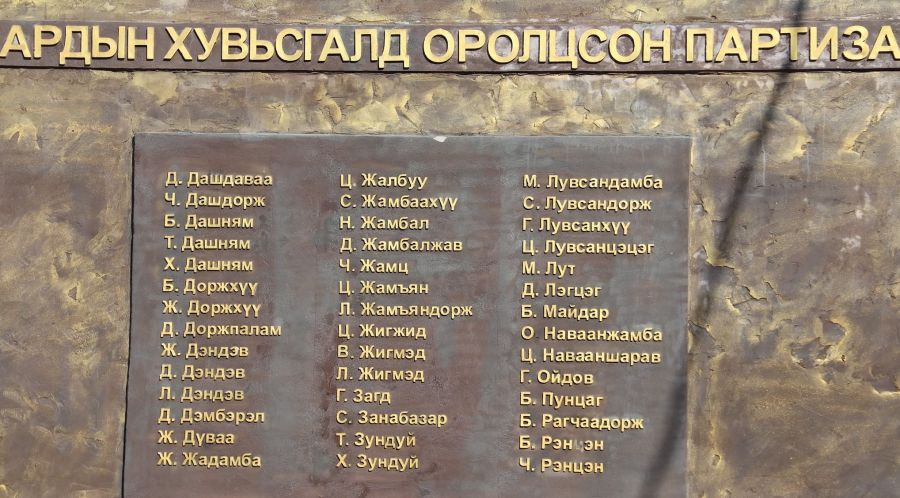 АРДЫН ХУВЬСГАЛД ОРОЛЦСОН ПАРТИЗА
Д. Дашдаваа
Ч. Дашдорж
Б. Дашням
Т. Дашням
Х. Дашням
Б. Доржхүү
Ж. Доржхүү
Д. Доржпалам
Ж. Дэндэв
Д. Дэндэв
Л. Дэндэв
Д. Дэмбэрэл
Ж. Дуваа
Ж. Жадамба
Ц. Жалбуу
С. Жамбаахүү
Н. Жамбал
Д. Жамбалжав
Ч. Жамц
Ц. Жамъян
Л. Жамъяндорж
Ц. Жигжид
В. Жигмэд
Л. Жигмэд
Г. Загд
С. Занабазар
Т. Зундуй
Х. Зундуй
М. Лувсандамба
С. Лувсандорж
Г. Лувсанхүү
Ц. Лувсанцэцэг
М. Лут
Д. Лэгцэг
Б. Майдар
О. Наваанжамба
Ц. Наваaншарав
Г. Ойдов
Б. Пунцаг
Б. Рагчаадорж
Б. Рэнцэн
Ч. Рэнцэн